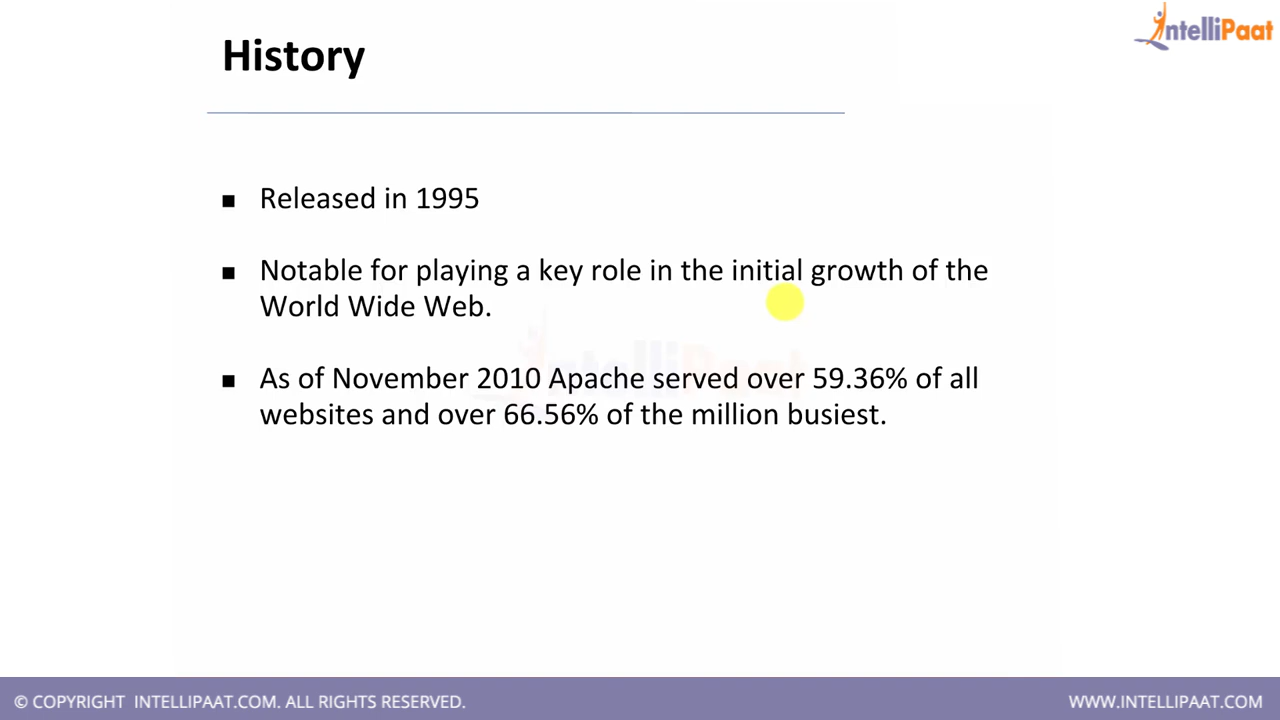 IntelliPaat
History
Released in 1995
Notable for playing a key role in the initial growth of the
World Wide Web.
As of November 2010 Apache served over 59.36% of all
websites and over 66.56% of the million busiest.
IntelliPaat
© COPYRIGHT INTELLIPAAT.COM. ALL RIGHTS RESERVED.
WWW.INTELLIPAAT.COM